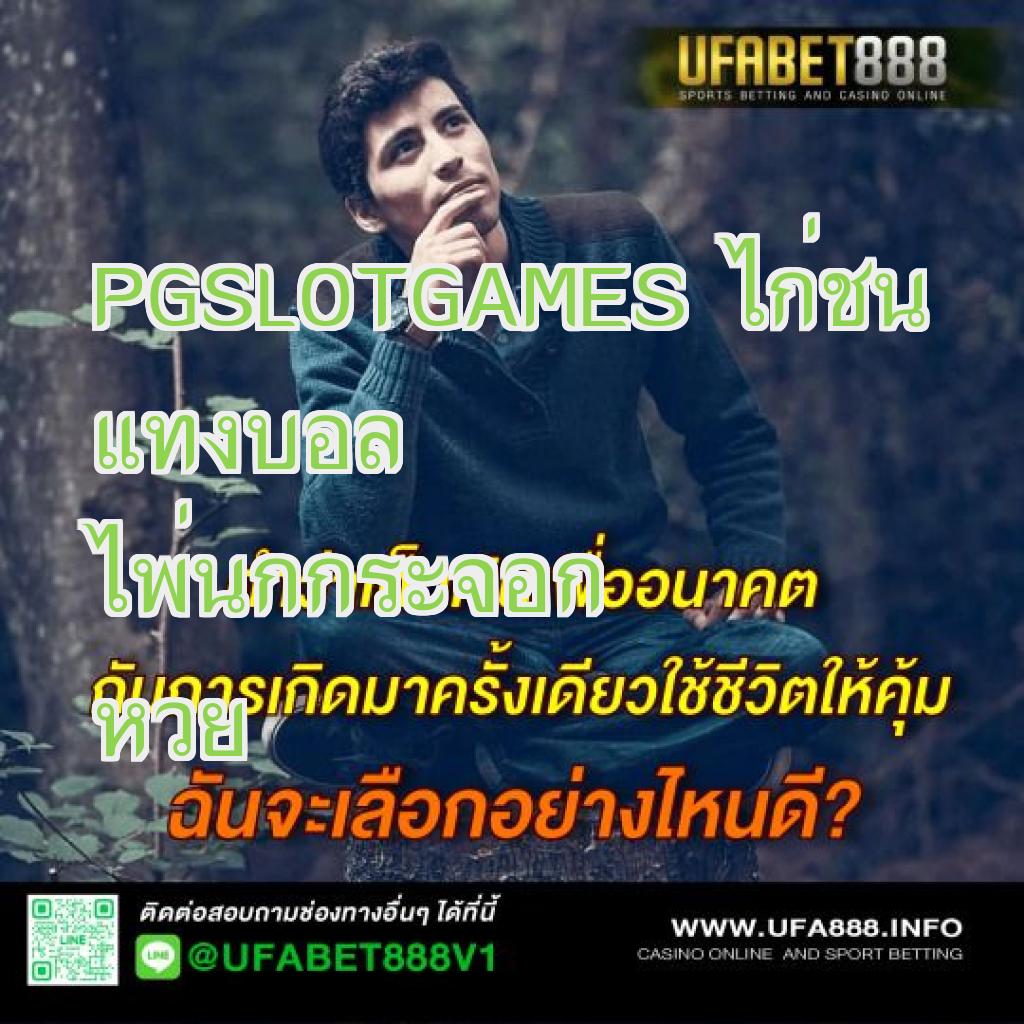 UFABET888
SPORTS BETTING AND CASINO ONLINE
PGSLOTGAMES ไก่ชน
แทงบอล
ไพ่นกกระจอก
อนาคต
กับการเกิดมาครั้งเดียวใช้ชีวิตให้คุ้ม
หวย
ฉันจะเลือกอย่างไหนดี?
ติดต่อสอบถามช่องทางอื่นๆ ได้ที่นี้
LINE
LINE
@UFABET888V1
WWW.UFA888.INFO
CASINO ONLINE AND SPORT BETTING